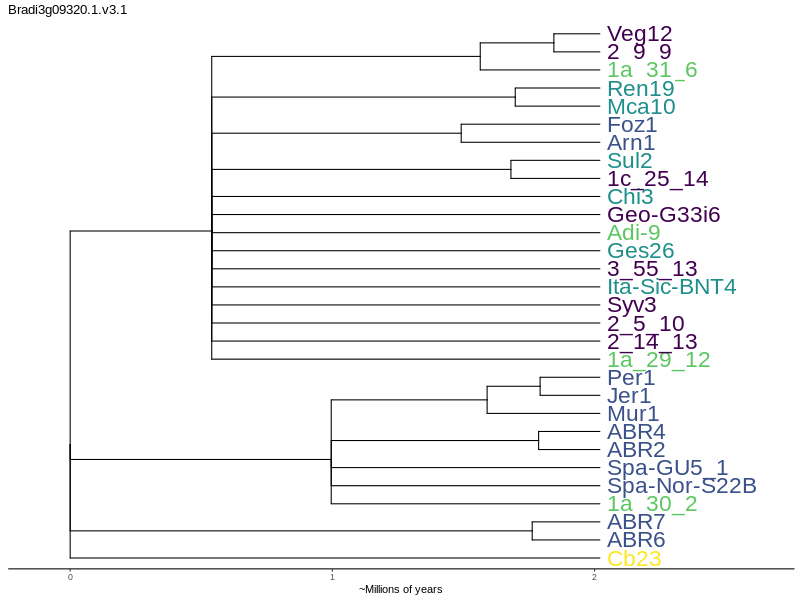 Bradi3g09320.1.v3.1
Veg12
2_9_9
1a_31_6
Ren19
Mca10
Foz1
Arn1
Sul2
1c_25_14
Chi3
Geo-G33i6
Adi-9
Ges26
3_55_13
Ita-Sic-BNT4
Syv3
2_5_10
2_14_13
1a_29_12
Per1
Jer1
Mur1
ABR4
ABR2
Spa-GU5_1
Spa-Nor-S22B
1a_30_2
ABR7
ABR6
Cb23
0 1 2
~Millions of years